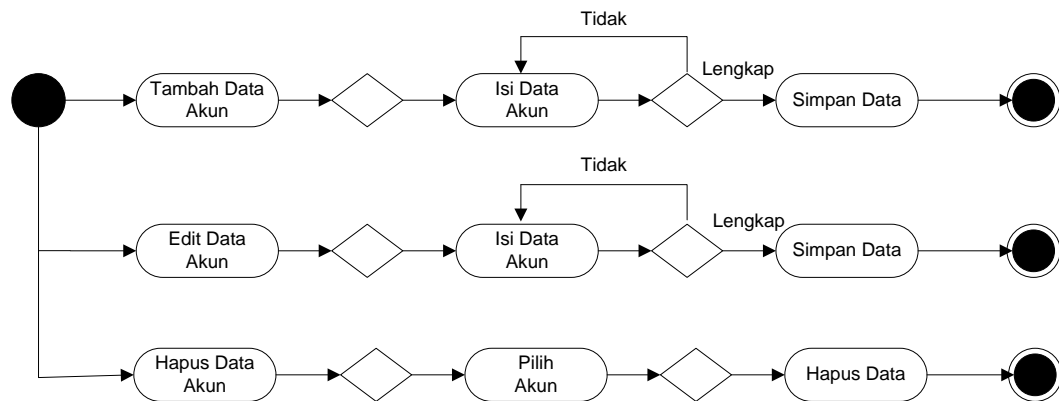 Tidak
Tambah Data
Akun
Isi Data
Akun
Lengkap
Simpan Data
Tidak
Edit Data
Akun
Isi Data
Akun
Lengkap
Simpan Data
Hapus Data
Akun
Pilih
Akun
Hapus Data